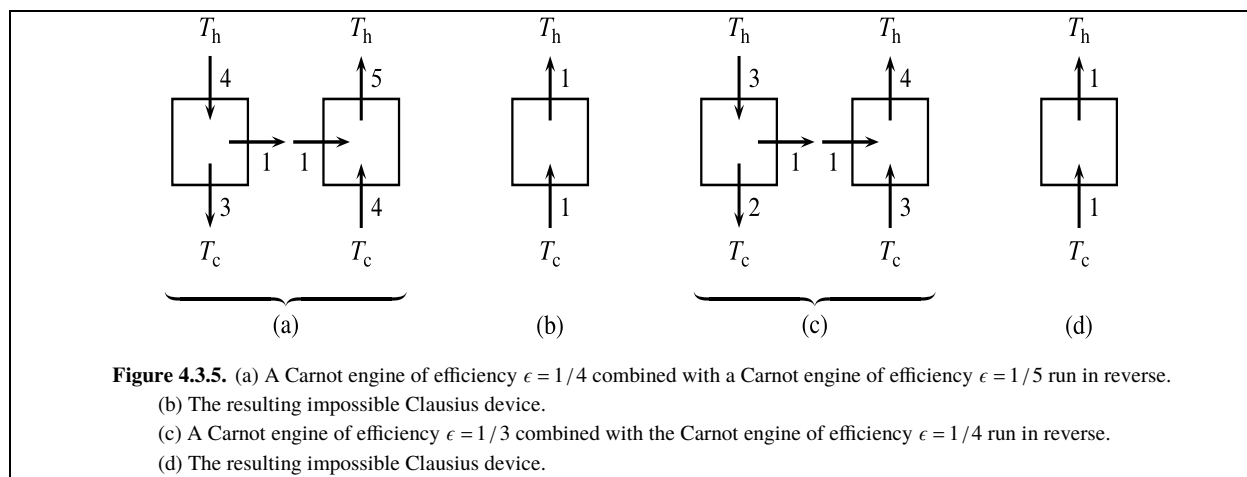 T_h T_h T_h T_h T_h T_h
4 5 1 3 4 1
1 1 1 1
3 4 1 2 3 1
T_c T_c T_c T_c T_c T_c
(a) (b) (c) (d)
Figure 4.3.5. (a) A Carnot engine of efficiency ϵ = 1/4 combined with a Carnot engine of efficiency ϵ = 1/5 run in reverse.
(b) The resulting impossible Clausius device.
(c) A Carnot engine of efficiency ϵ = 1/3 combined with the Carnot engine of efficiency ϵ = 1/4 run in reverse.
(d) The resulting impossible Clausius device.